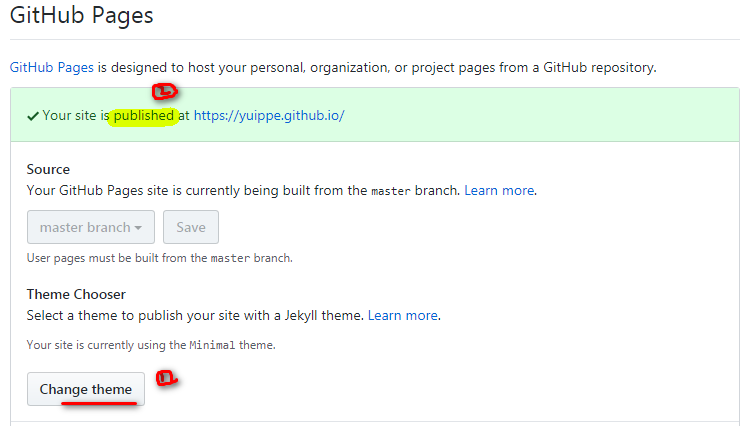 GitHub Pages
GitHub Pages is designed to host your personal, organization, or project pages from a GitHub repository.
2
Your site is published at https://yuippe.github.io/
Source
Your GitHub Pages site is currently being built from the master branch. Learn more.
master branch Save
User pages must be built from the master branch.
Theme Chooser
Select a theme to publish your site with a Jekyll theme. Learn more.
Your site is currently using the Minimal theme.
Change theme